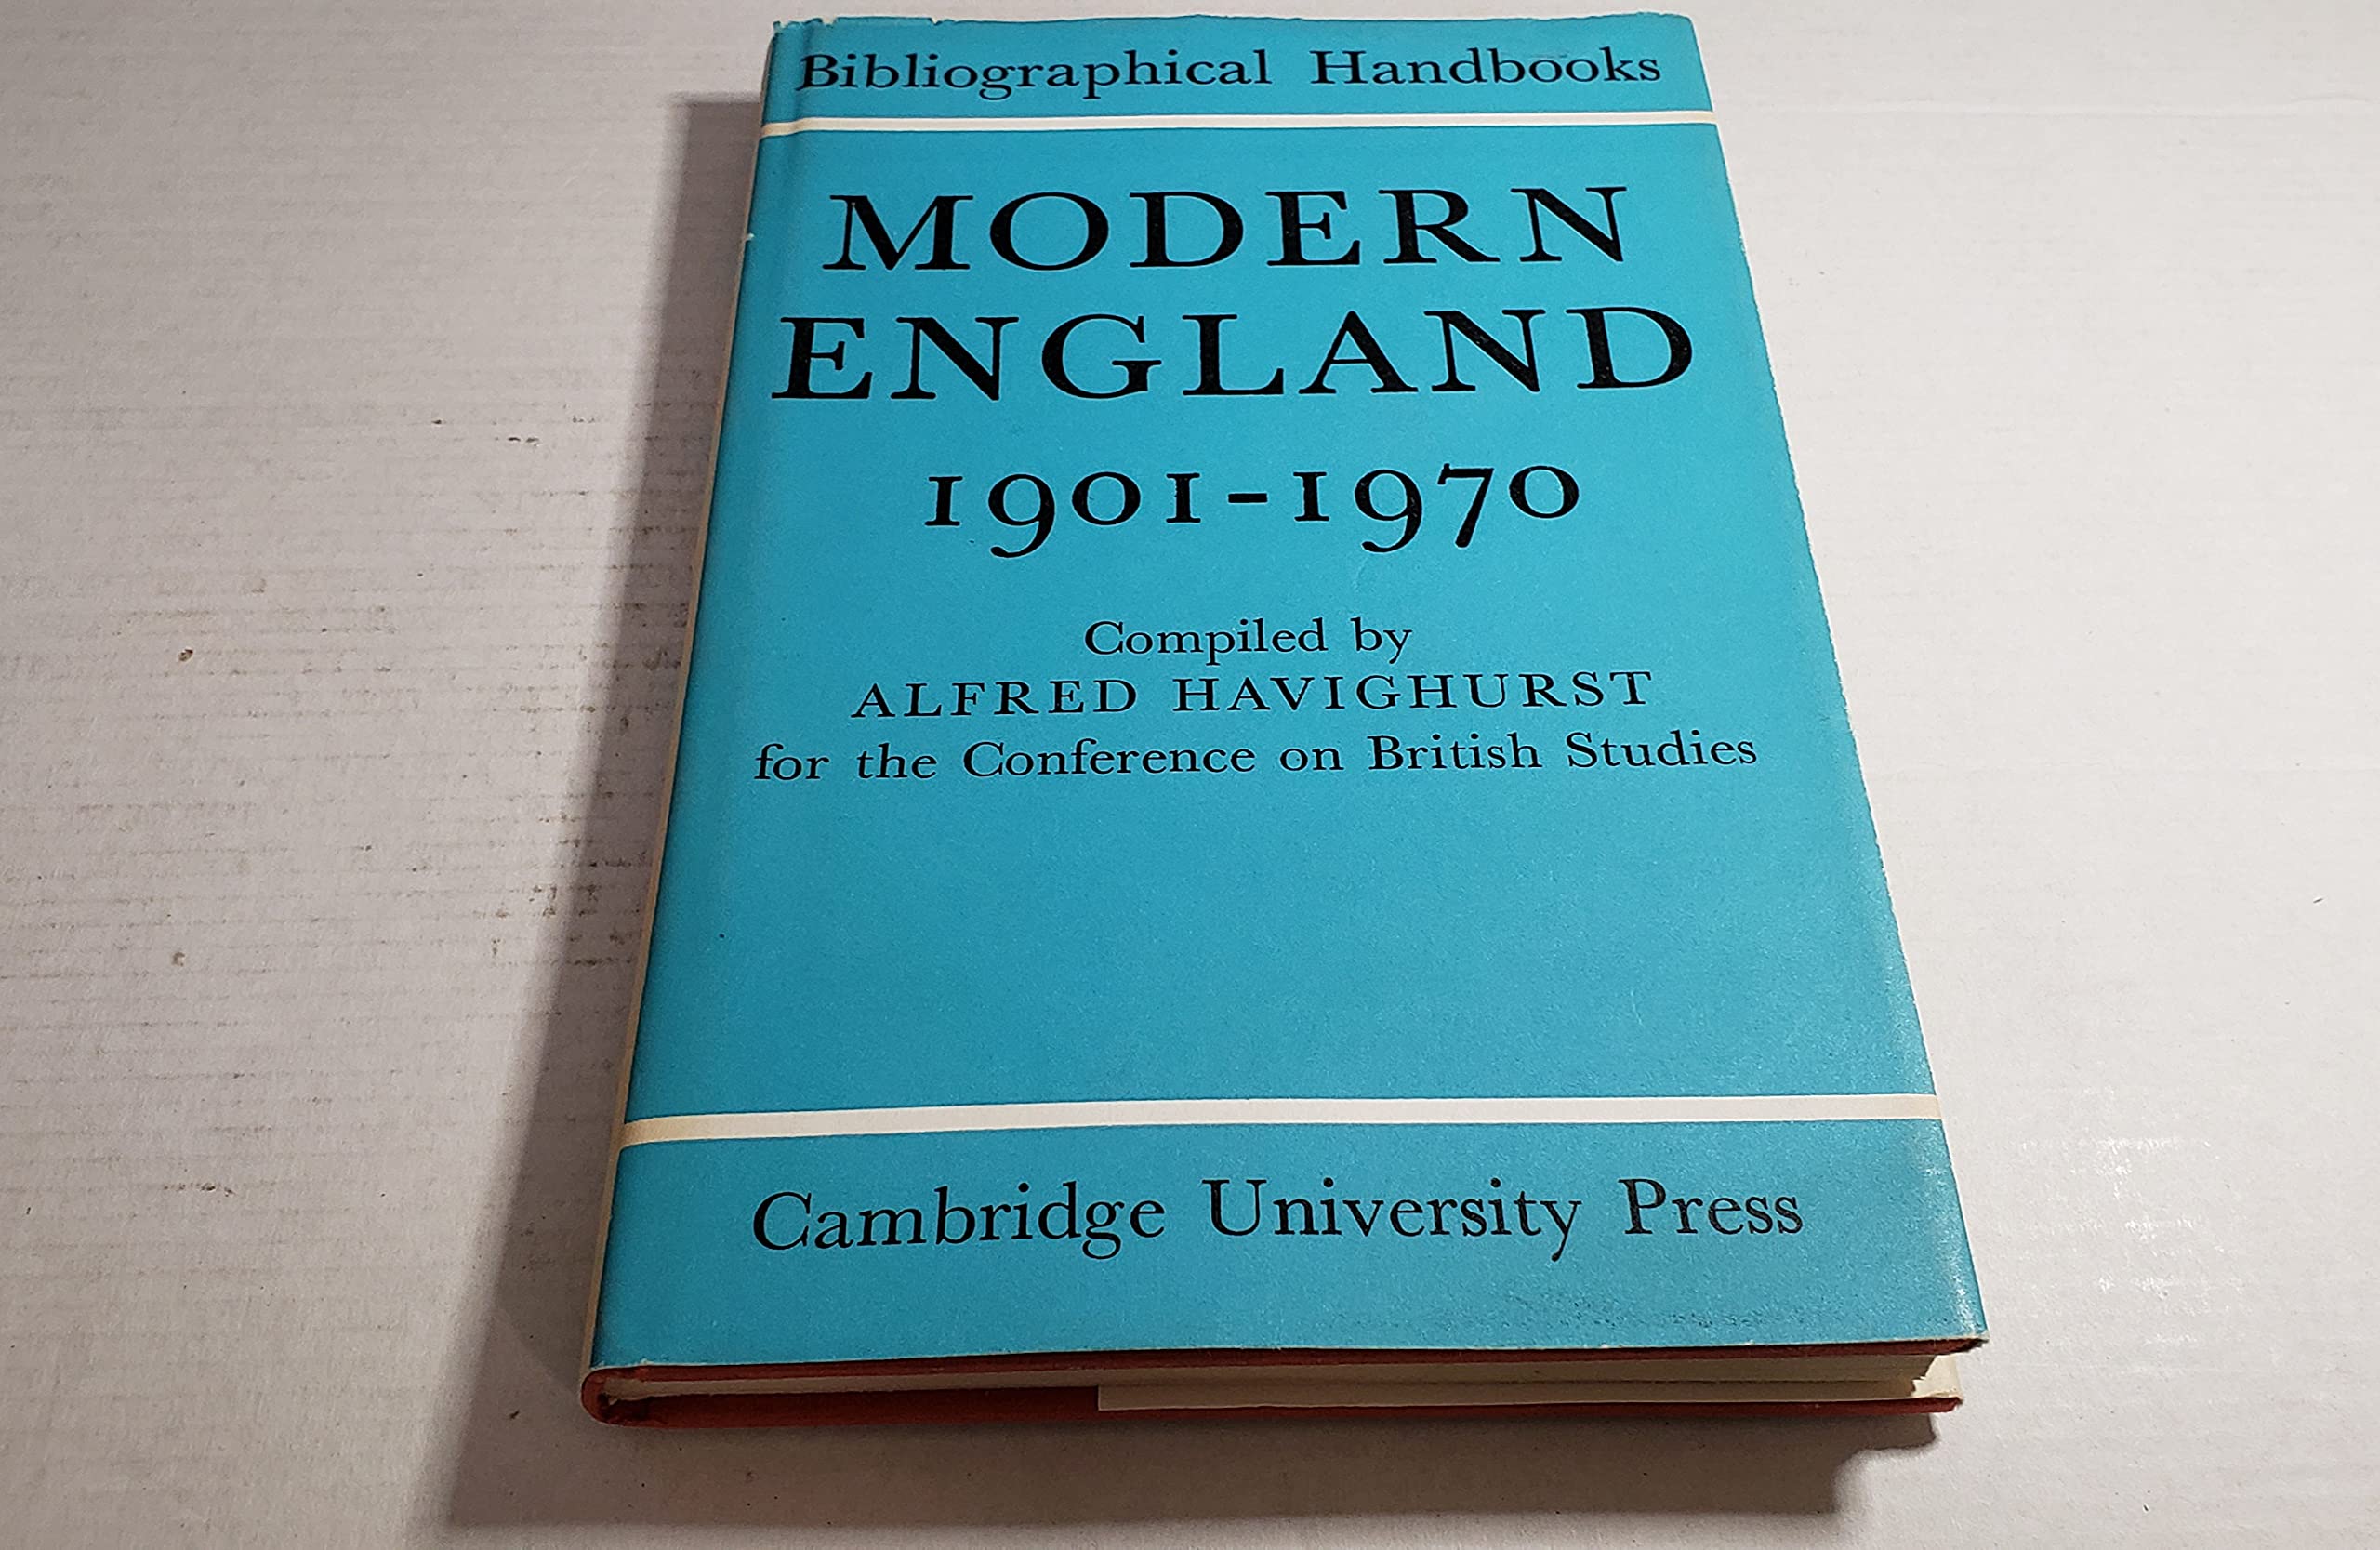 Bibliographical Handbooks
MODERN
ENGLAND
1901-1970
Compiled by
ALFRED HAVIGHURST
for the Conference on British Studies
Cambridge University Press